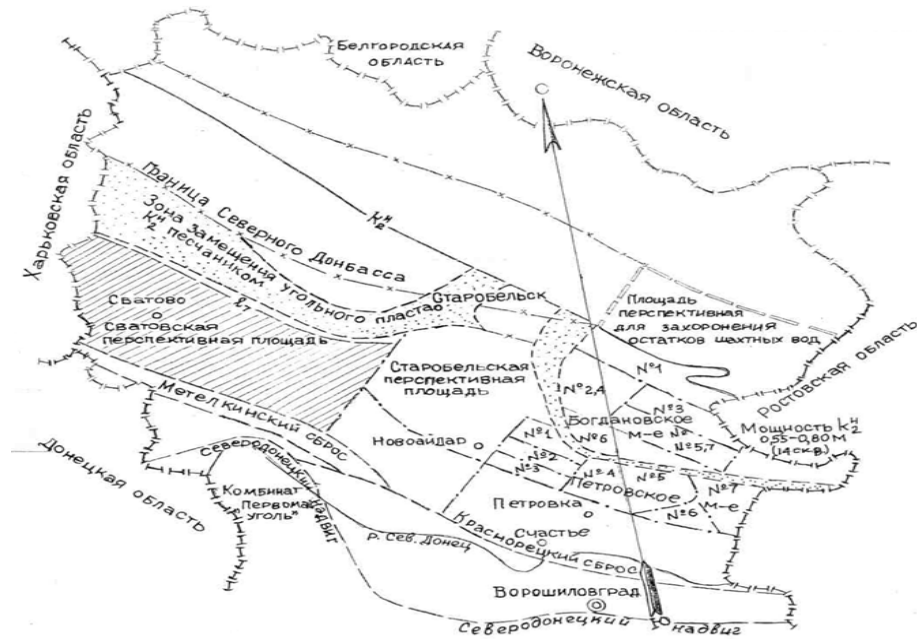 Белгородская
область
Воронежская область
С
Харьковская область
Граница Северного Донбасса
Зона замещения угольного пласта
k₂ᴴ песчаником
k₂ᴴ
Старобельск
Площадь
перспективная
для захоронения
остатков шахтных вод
Ростовская область
Сватово
Сватовская
перспективная площадь
Старобельская
перспективная
площадь
№1
№2,4
№3
Богдановское
м-е
№5,7
№6
Мощность k₂ᴴ
0,55-0,80 м
(14 скв.)
Метелкинский сброс
Новоайдар
№1
№2
№3
№4
№5
№7
Петровское
м-е
№6
Донецкая область
Северодонецкий надвиг
Комбинат
"Первома
уголь"
Петровка
Счастье
Краснорецкий сброс
р. Сев. Донец
Ворошиловград
Северодонецкий
Ю
надвиг